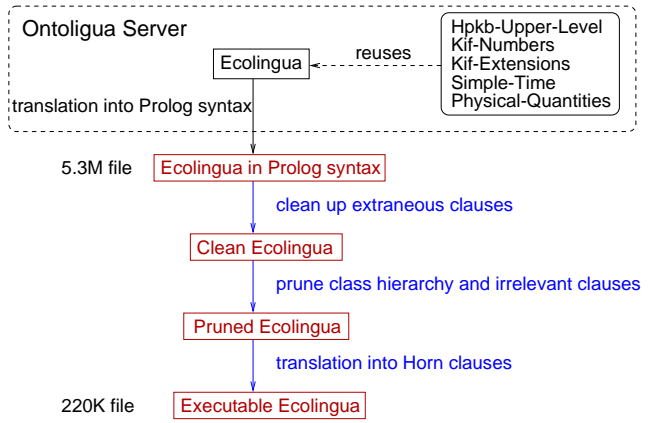 Ontoligua Server
Hpkb-Upper-Level
Kif-Numbers
Kif-Extensions
Simple-Time
Physical-Quantities
reuses
Ecolingua
translation into Prolog syntax
5.3M file
Ecolingua in Prolog syntax
clean up extraneous clauses
Clean Ecolingua
prune class hierarchy and irrelevant clauses
Pruned Ecolingua
translation into Horn clauses
220K file
Executable Ecolingua